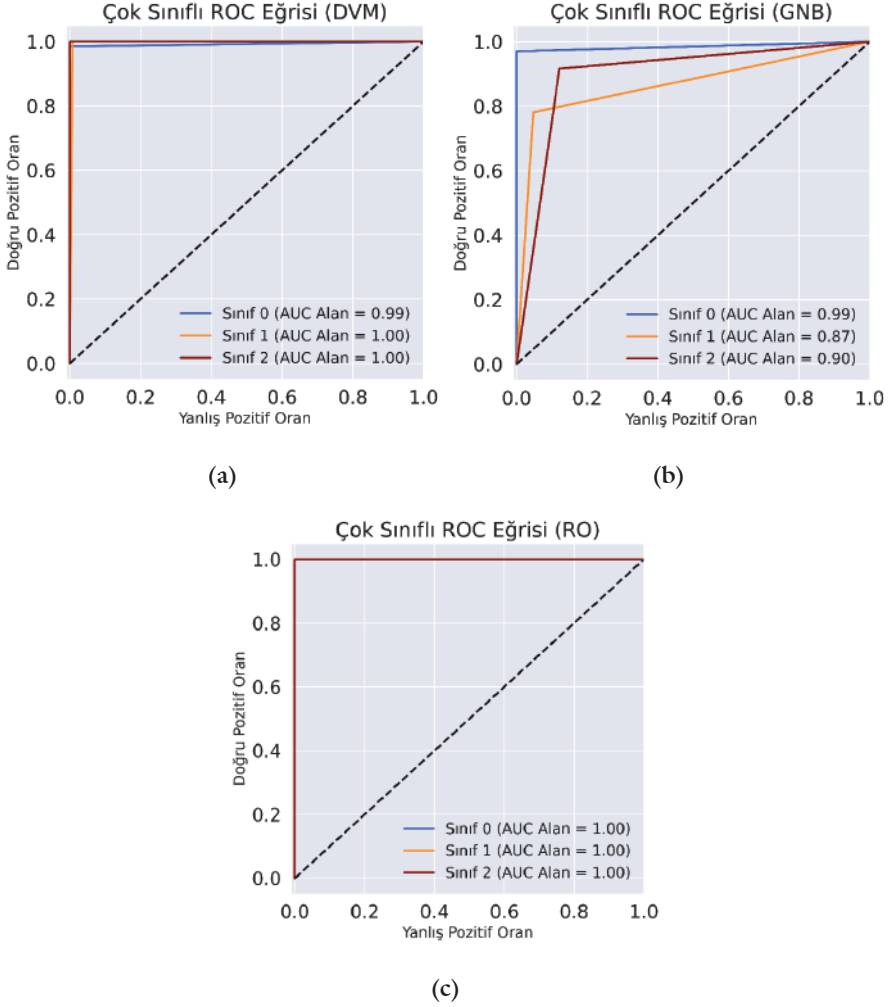 Çok Sınıflı ROC Eğrisi (DVM)
1.0
0.8
0.6
0.4
0.2
0.0
Doğru Pozitif Oran
Sınıf 0 (AUC Alan = 0.99)
Sınıf 1 (AUC Alan = 1.00)
Sınıf 2 (AUC Alan = 1.00)
0.0 0.2 0.4 0.6 0.8 1.0
Yanlış Pozitif Oran
(a)
Çok Sınıflı ROC Eğrisi (GNB)
1.0
0.8
0.6
0.4
0.2
0.0
Doğru Pozitif Oran
Sınıf 0 (AUC Alan = 0.99)
Sınıf 1 (AUC Alan = 0.87)
Sınıf 2 (AUC Alan = 0.90)
0.0 0.2 0.4 0.6 0.8 1.0
Yanlış Pozitif Oran
(b)
Çok Sınıflı ROC Eğrisi (RO)
1.0
0.8
0.6
0.4
0.2
0.0
Doğru Pozitif Oran
Sınıf 0 (AUC Alan = 1.00)
Sınıf 1 (AUC Alan = 1.00)
Sınıf 2 (AUC Alan = 1.00)
0.0 0.2 0.4 0.6 0.8 1.0
Yanlış Pozitif Oran
(c)